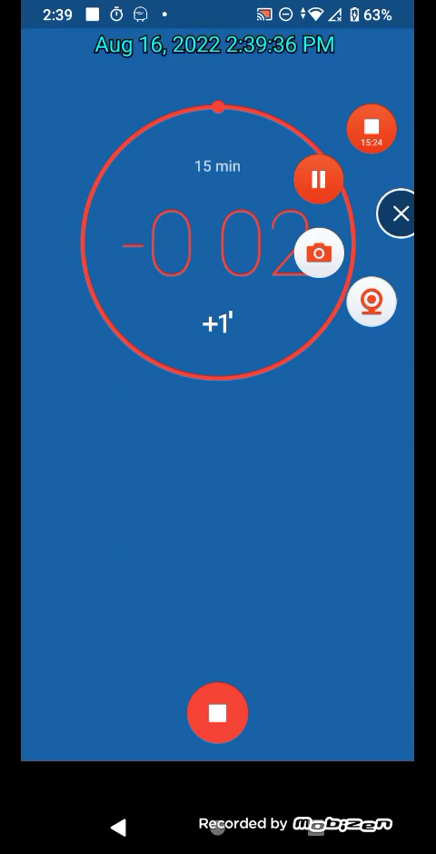 2:39
63%
Aug 16, 2022 2:39:36 PM
15:24
15 min
-0 02
+1'
Recorded by Mobizen